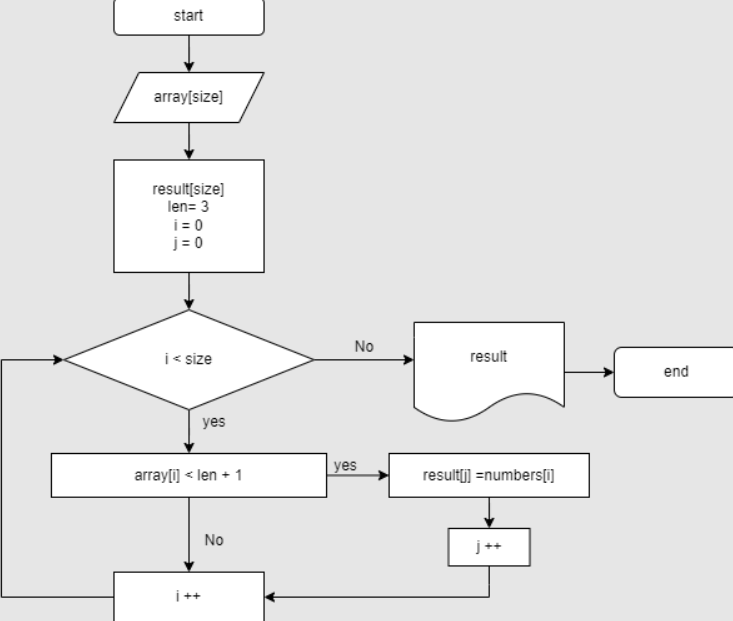 start
array[size]
result[size]
len= 3
i = 0
j = 0
i < size
No
result
end
yes
array[i] < len + 1
yes
result[j] =numbers[i]
No
j ++
i ++